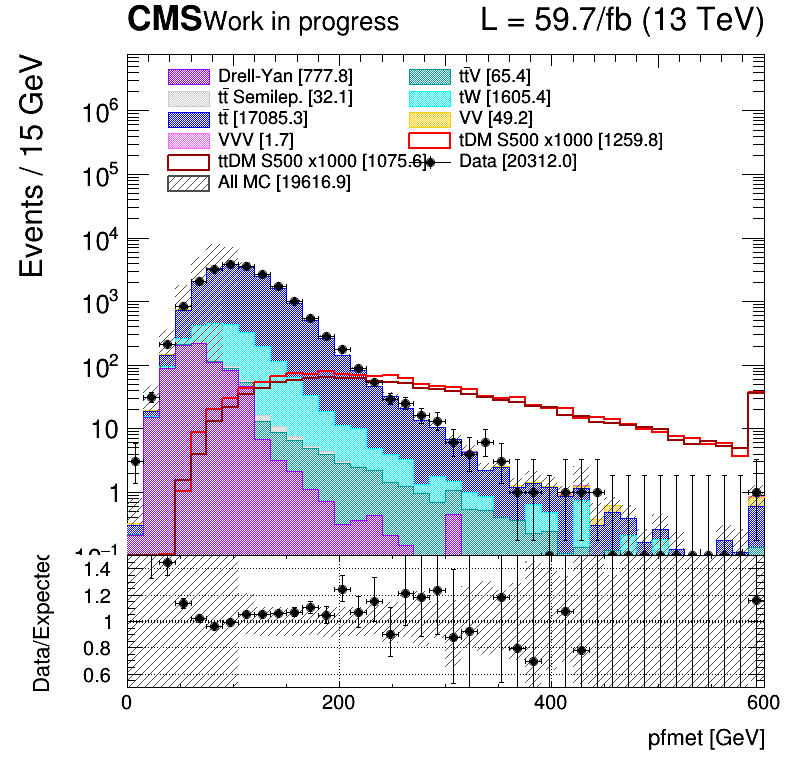 CMS Work in progress L = 59.7/fb (13 TeV)
Events / 15 GeV
10⁶
10⁵
10⁴
10³
10²
10
1
10⁻¹
Drell-Yan [777.8]
tt̄V [65.4]
tt̄ Semilep. [32.1]
tW [1605.4]
tt̄ [17085.3]
VV [49.2]
VVV [1.7]
tDM S500 x1000 [1259.8]
ttDM S500 x1000 [1075.6]
Data [20312.0]
All MC [19616.9]
Data/Expected
1.4
1.2
1
0.8
0.6
0 200 400 600
pfmet [GeV]